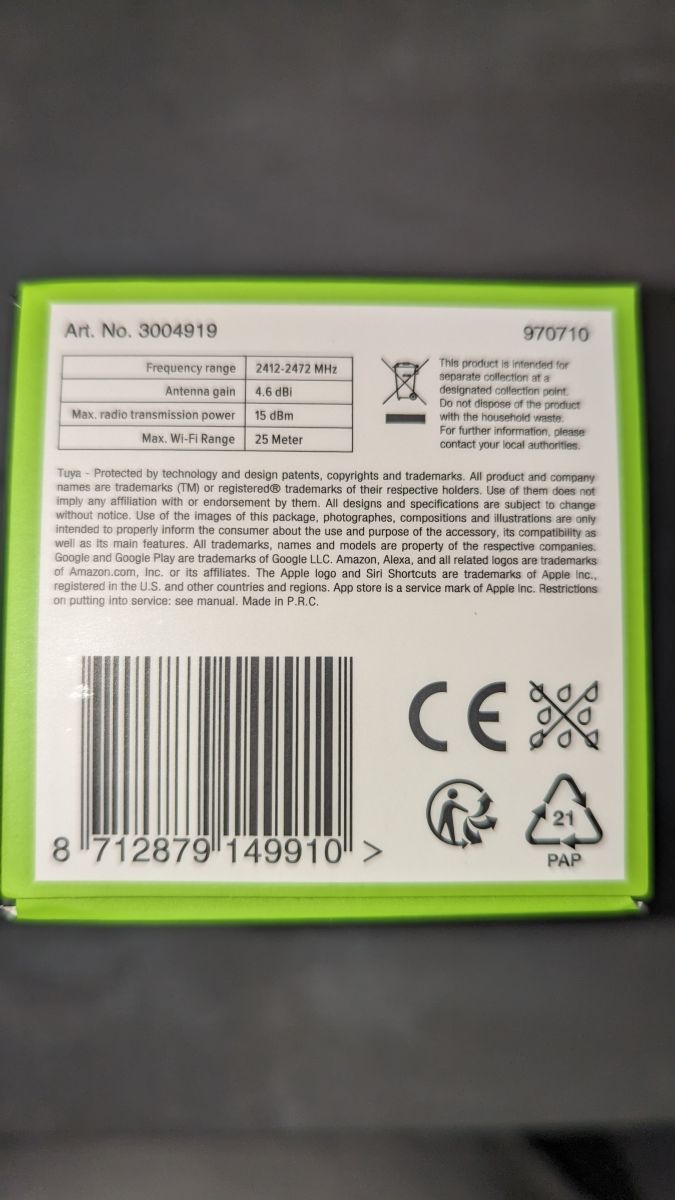 Art. No. 3004919
970710
Frequency range 2412-2472 MHz
Antenna gain 4.6 dBi
Max. radio transmission power 15 dBm
Max. Wi-Fi Range 25 Meter
This product is intended for
separate collection at a
designated collection point.
Do not dispose of the product
with the household waste.
For further information, please
contact your local authorities.
Tuya - Protected by technology and design patents, copyrights and trademarks. All product and company
names are trademarks (TM) or registered® trademarks of their respective holders. Use of them does not
imply any affiliation with or endorsement by them. All designs and specifications are subject to change
without notice. Use of the images of this package, photographes, compositions and illustrations are only
intended to properly inform the consumer about the use and purpose of the accessory, its compatibility as
well as its main features. All trademarks, names and models are property of the respective companies.
Google and Google Play are trademarks of Google LLC. Amazon, Alexa, and all related logos are trademarks
of Amazon.com, Inc. or its affiliates. The Apple logo and Siri Shortcuts are trademarks of Apple Inc.,
registered in the U.S. and other countries and regions. App store is a service mark of Apple Inc. Restrictions
on putting into service: see manual. Made in P.R.C.
CE
21
PAP
8 712879 149910 >